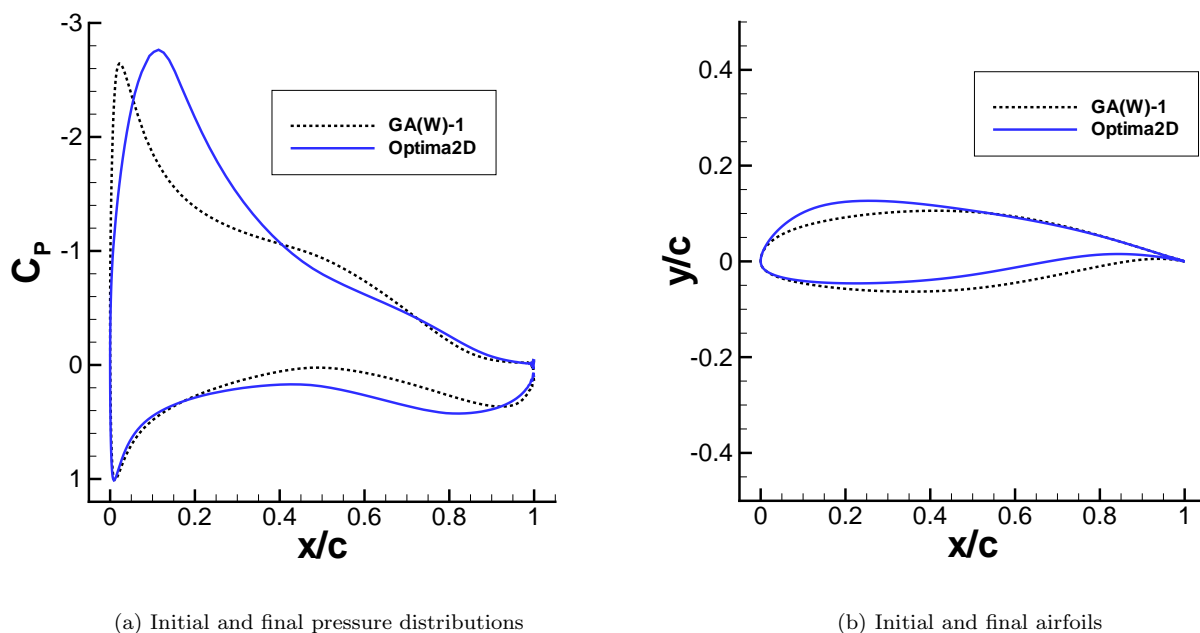 -3
-2
-1
0
1
C_P
0
0.2
0.4
0.6
0.8
1
x/c
GA(W)-1
Optima2D
(a) Initial and final pressure distributions
0.4
0.2
0
-0.2
-0.4
y/c
0
0.2
0.4
0.6
0.8
1
x/c
GA(W)-1
Optima2D
(b) Initial and final airfoils